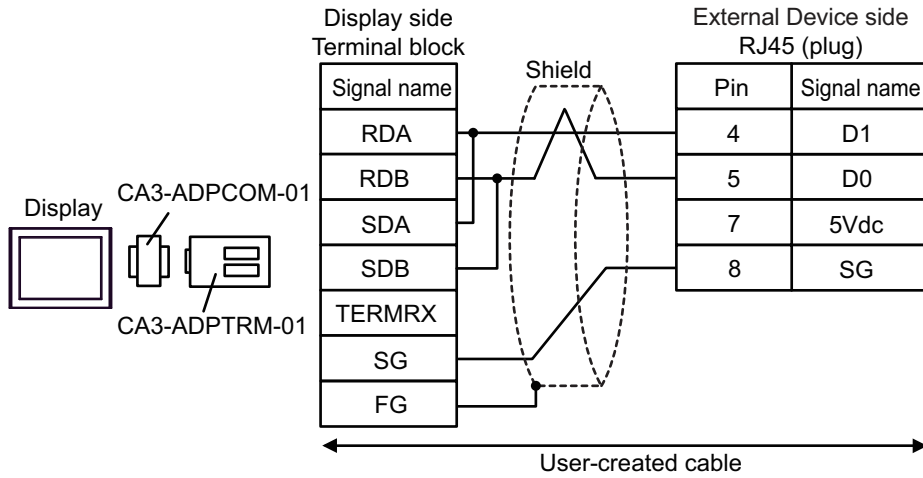 Display side
Terminal block
External Device side
RJ45 (plug)
Shield
Signal name
Pin
Signal name
RDA
4
D1
RDB
5
D0
SDA
7
5Vdc
SDB
8
SG
TERMRX
SG
FG
Display
CA3-ADPCOM-01
CA3-ADPTRM-01
User-created cable